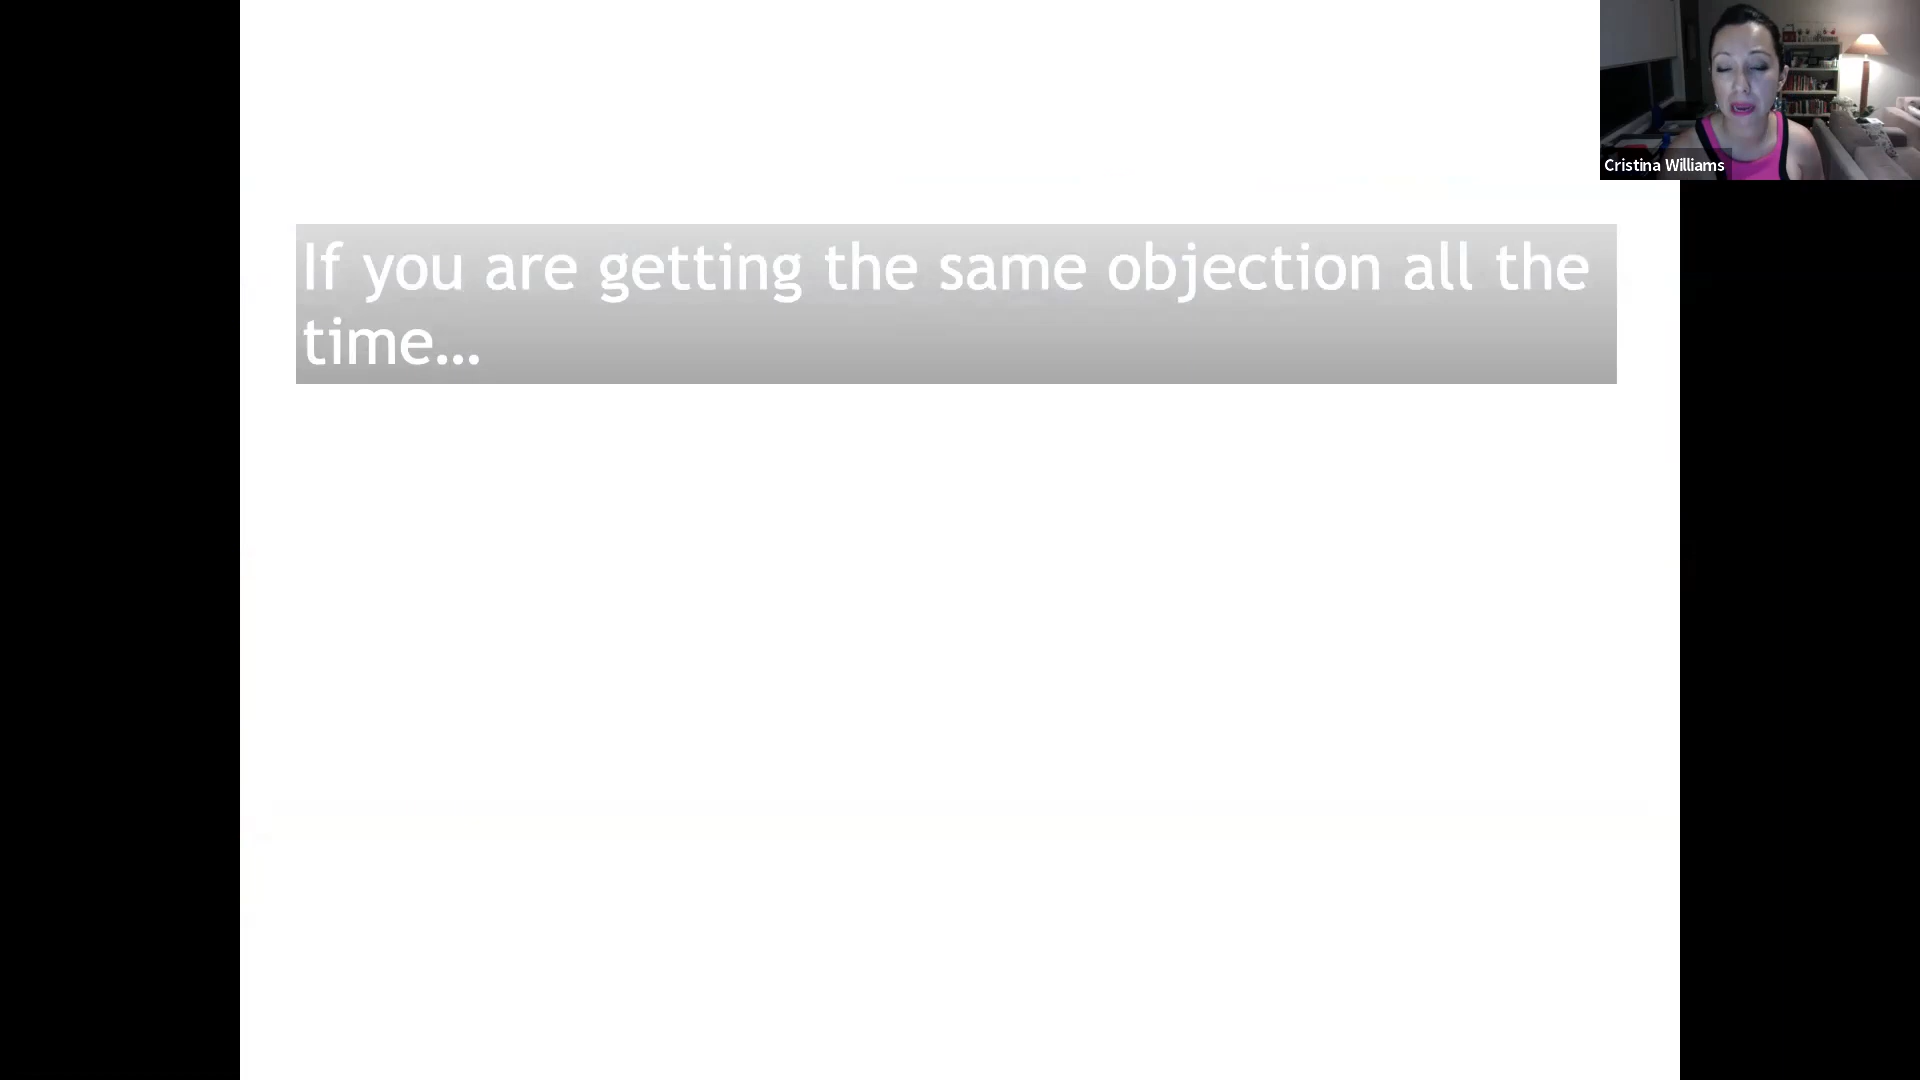 Cristina Williams
If you are getting the same objection all the
time…